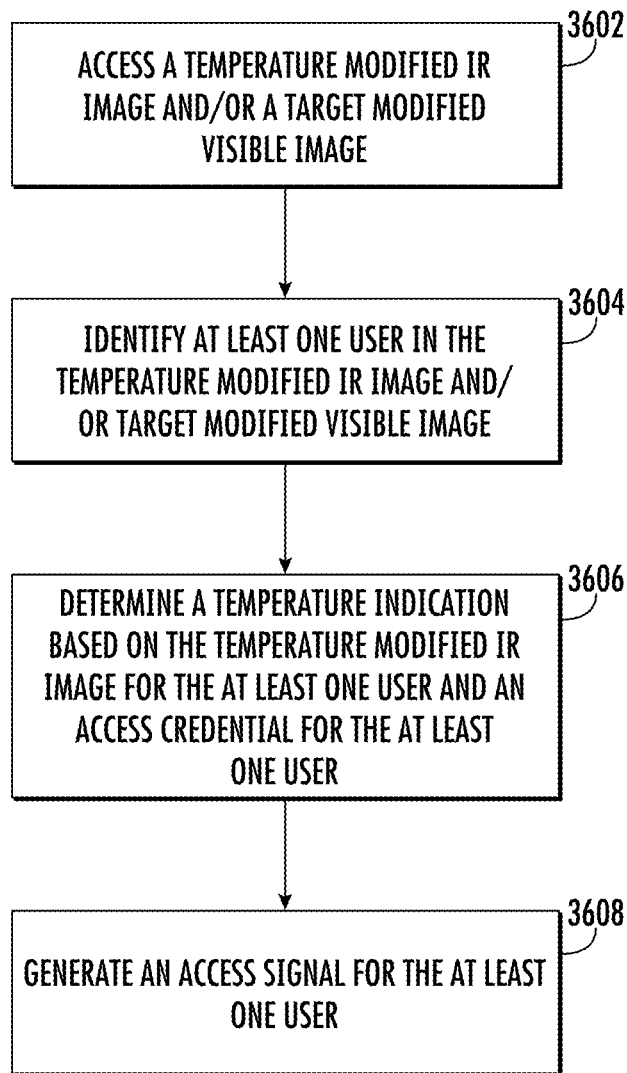 3602
ACCESS A TEMPERATURE MODIFIED IR
IMAGE AND/OR A TARGET MODIFIED
VISIBLE IMAGE
3604
IDENTIFY AT LEAST ONE USER IN THE
TEMPERATURE MODIFIED IR IMAGE AND/
OR TARGET MODIFIED VISIBLE IMAGE
3606
DETERMINE A TEMPERATURE INDICATION
BASED ON THE TEMPERATURE MODIFIED IR
IMAGE FOR THE AT LEAST ONE USER AND AN
ACCESS CREDENTIAL FOR THE AT LEAST
ONE USER
3608
GENERATE AN ACCESS SIGNAL FOR THE AT LEAST
ONE USER